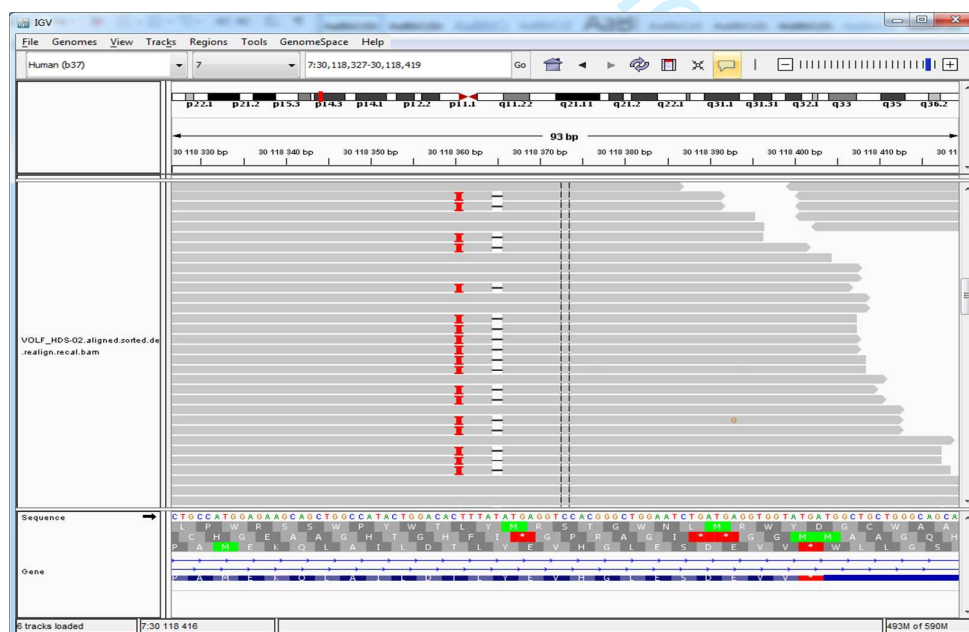 IGV
File Genomes View Tracks Regions Tools GenomeSpace Help
Human (b37) 7 7:30,118,327-30,118,419 Go
p22.1 p21.2 p15.3 p14.3 p14.1 p12.2 p11.1 q11.22 q21.11 q21.2 q22.1 q31.1 q31.31 q32.1 q33 q35 q36.2
93 bp
30 118 330 bp 30 118 340 bp 30 118 350 bp 30 118 360 bp 30 118 370 bp 30 118 380 bp 30 118 390 bp 30 118 400 bp 30 118 410 bp 30 11
VOLF_HDS-02.aligned.sorted.de
.realign.recal.bam
G
Sequence CTGCCATGGAGAAGCAGCTGGCCATACTGGACACTTTATATGAGGTCCACGGGCTGGAATCTGATGAGGTGGTATGATGGCTGCTGGGCAGCA
L P W R S S W P Y W T L Y M R S T G W N L M R W Y D G C W A A
C H G E A A G H T G H F I * G P R A G I * * G G M M A A G Q H
P A M E K Q L A I L D T L Y E V H G L E S D E V V * W L L G S
Gene
P A M E K Q L A I L D T L Y E V H G L E S D E V V *
6 tracks loaded 7:30 118 416 493M of 590M